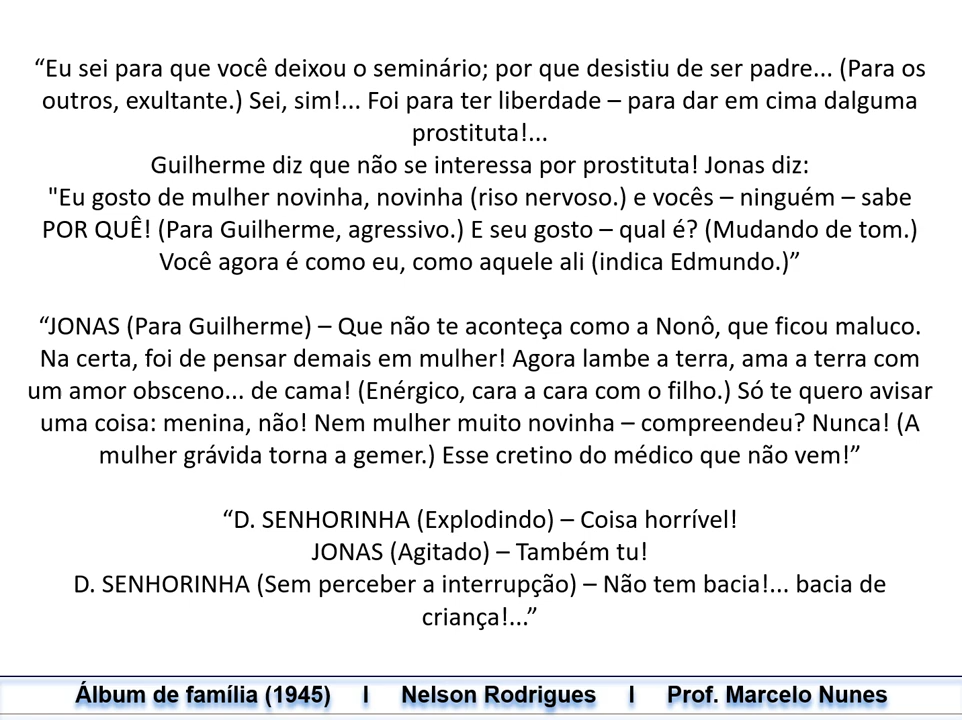 “Eu sei para que você deixou o seminário; por que desistiu de ser padre... (Para os
outros, exultante.) Sei, sim!... Foi para ter liberdade – para dar em cima dalguma
prostituta!...
Guilherme diz que não se interessa por prostituta! Jonas diz:
"Eu gosto de mulher novinha, novinha (riso nervoso.) e vocês – ninguém – sabe
POR QUÊ! (Para Guilherme, agressivo.) E seu gosto – qual é? (Mudando de tom.)
Você agora é como eu, como aquele ali (indica Edmundo.)”
“JONAS (Para Guilherme) – Que não te aconteça como a Nonô, que ficou maluco.
Na certa, foi de pensar demais em mulher! Agora lambe a terra, ama a terra com
um amor obsceno... de cama! (Enérgico, cara a cara com o filho.) Só te quero avisar
uma coisa: menina, não! Nem mulher muito novinha – compreendeu? Nunca! (A
mulher grávida torna a gemer.) Esse cretino do médico que não vem!”
“D. SENHORINHA (Explodindo) – Coisa horrível!
JONAS (Agitado) – Também tu!
D. SENHORINHA (Sem perceber a interrupção) – Não tem bacia!... bacia de
criança!...”
Álbum de família (1945) I Nelson Rodrigues I Prof. Marcelo Nunes